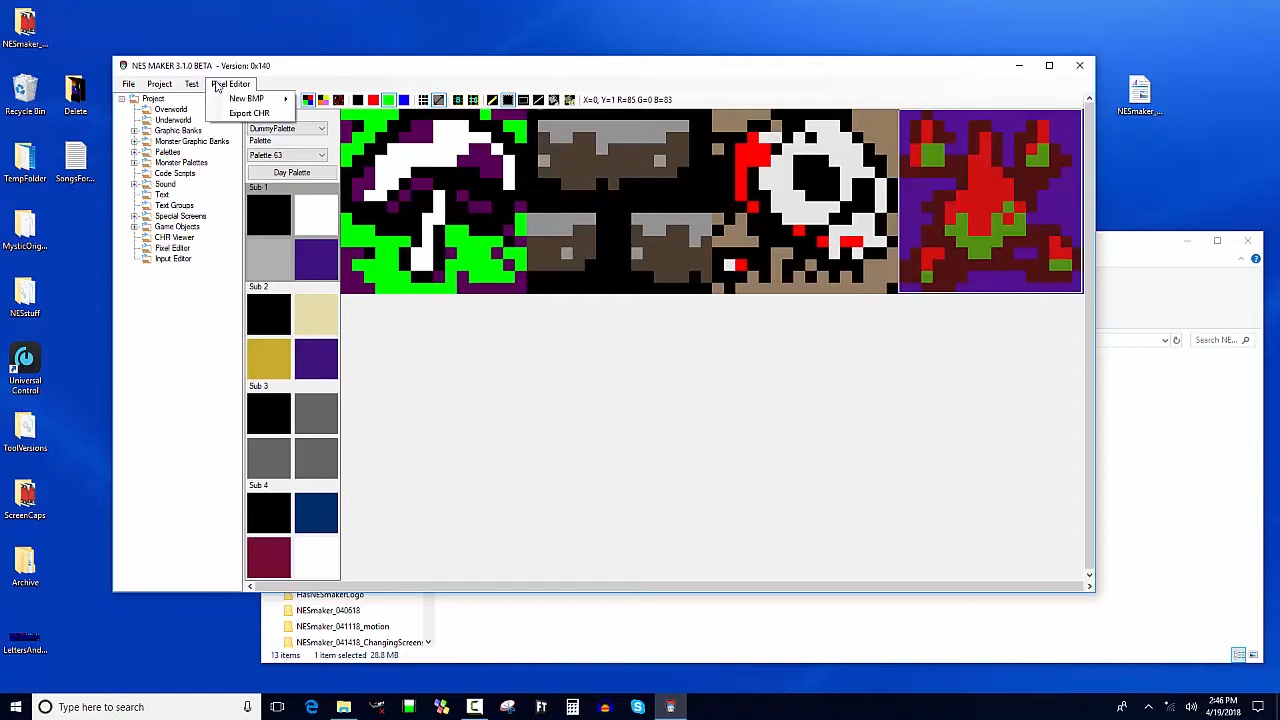 NESmaker_...
Recycle Bin
Delete
TempFolder
SongsFor...
MysticOrig...
NESstuff
Universal
Control
ToolVersions
ScreenCaps
Archive
LettersAnd...
NESmaker_...
NES MAKER 3.1.0 BETA - Version: 0x140
File
Project
Test
Pixel Editor
New BMP
Export CHR
X=0, Y=1 R=85 G=0 B=83
Project
Overworld
Underworld
Graphic Banks
Monster Graphic Banks
Palettes
Monster Palettes
Code Scripts
Sound
Text
Text Groups
Special Screens
Game Objects
CHR Viewer
Pixel Editor
Input Editor
DummyPalette
Palette
Palette 63
Day Palette
Sub 1
Sub 2
Sub 3
Sub 4
Search NE...
HasNESmakerLogo
NESmaker_040618
NESmaker_041118_motion
NESmaker_041418_ChangingScreens
13 items
1 item selected 28.8 MB
Type here to search
2:46 PM
4/19/2018